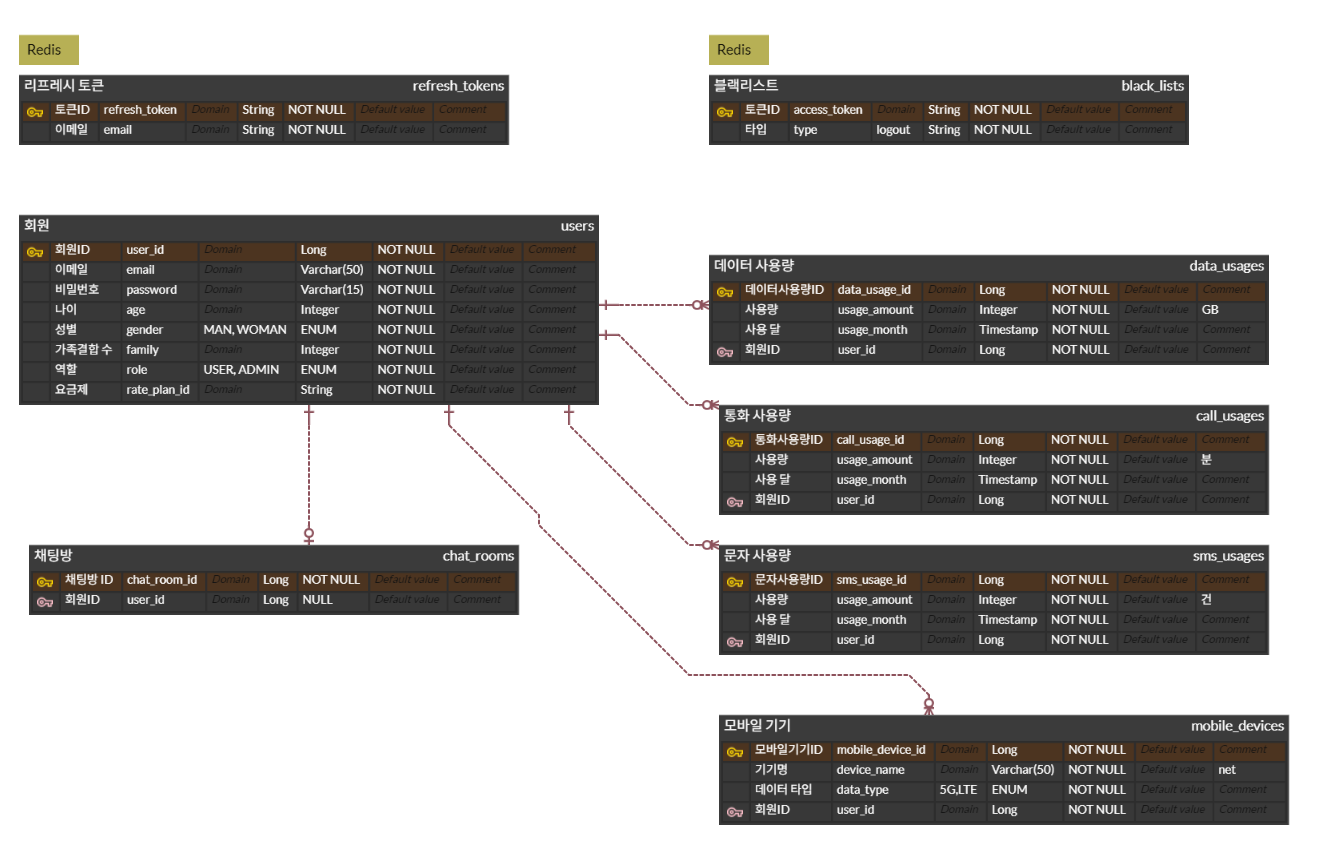 Redis
리프레시 토큰 refresh_tokens
토큰ID refresh_token Domain String NOT NULL Default value Comment
이메일 email Domain String NOT NULL Default value Comment
Redis
블랙리스트 black_lists
토큰ID access_token Domain String NOT NULL Default value Comment
타입 type logout String NOT NULL Default value Comment
회원 users
회원ID user_id Domain Long NOT NULL Default value Comment
이메일 email Domain Varchar(50) NOT NULL Default value Comment
비밀번호 password Domain Varchar(15) NOT NULL Default value Comment
나이 age Domain Integer NOT NULL Default value Comment
성별 gender MAN, WOMAN ENUM NOT NULL Default value Comment
가족결합 수 family Domain Integer NOT NULL Default value Comment
역할 role USER, ADMIN ENUM NOT NULL Default value Comment
요금제 rate_plan_id Domain String NOT NULL Default value Comment
데이터 사용량 data_usages
데이터사용량ID data_usage_id Domain Long NOT NULL Default value Comment
사용량 usage_amount Domain Integer NOT NULL Default value GB
사용 달 usage_month Domain Timestamp NOT NULL Default value Comment
회원ID user_id Domain Long NOT NULL Default value Comment
통화 사용량 call_usages
통화사용량ID call_usage_id Domain Long NOT NULL Default value Comment
사용량 usage_amount Domain Integer NOT NULL Default value 분
사용 달 usage_month Domain Timestamp NOT NULL Default value Comment
회원ID user_id Domain Long NOT NULL Default value Comment
채팅방 chat_rooms
채팅방 ID chat_room_id Domain Long NOT NULL Default value Comment
회원ID user_id Domain Long NULL Default value Comment
문자 사용량 sms_usages
문자사용량ID sms_usage_id Domain Long NOT NULL Default value Comment
사용량 usage_amount Domain Integer NOT NULL Default value 건
사용 달 usage_month Domain Timestamp NOT NULL Default value Comment
회원ID user_id Domain Long NOT NULL Default value Comment
모바일 기기 mobile_devices
모바일기기ID mobile_device_id Domain Long NOT NULL Default value Comment
기기명 device_name Domain Varchar(50) NOT NULL Default value net
데이터 타입 data_type 5G,LTE ENUM NOT NULL Default value Comment
회원ID user_id Domain Long NOT NULL Default value Comment